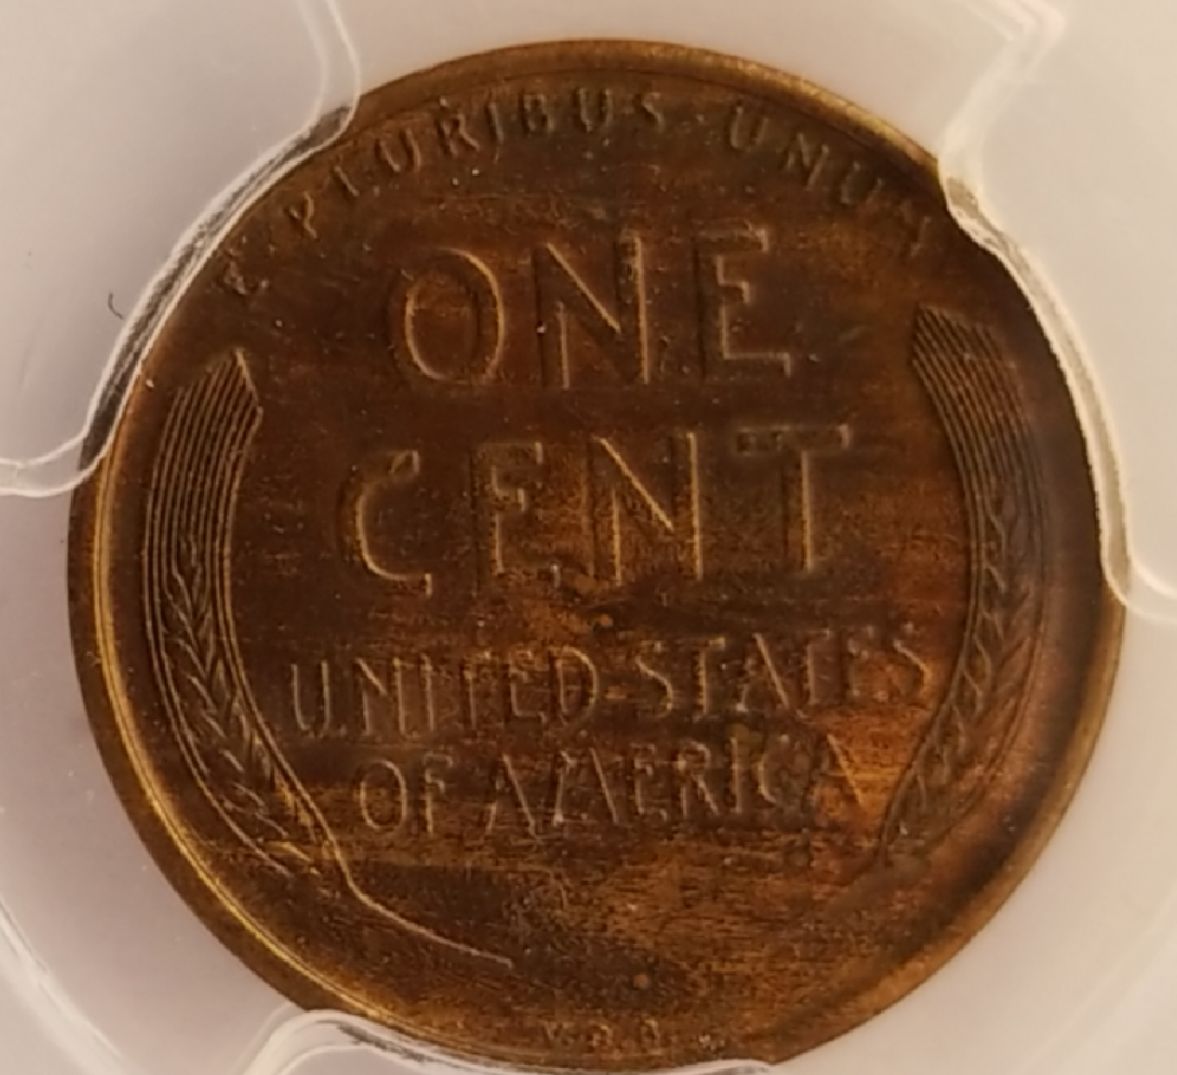 E·PLURIBUS·UNUM
ONE
CENT
UNITED·STATES
OF AMERICA
V.D.B.